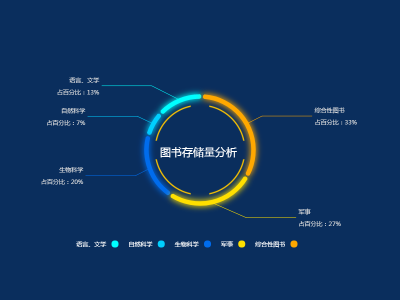 语言、文学
占百分比：13%
自然科学
占百分比：7%
生物科学
占百分比：20%
图书存储量分析
综合性图书
占百分比：33%
军事
占百分比：27%
语言、文学 自然科学 生物科学 军事 综合性图书